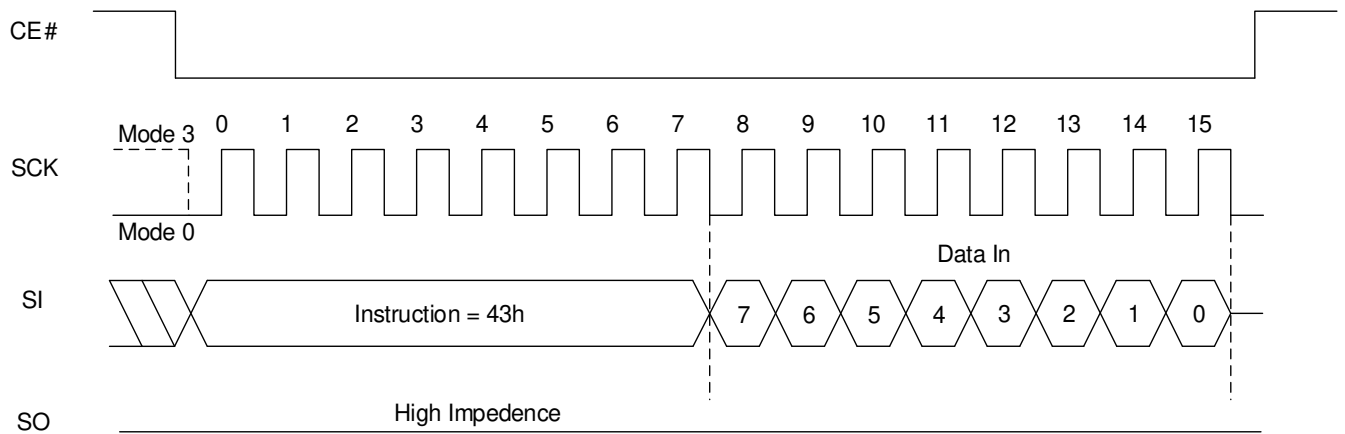 CE#
Mode 3 0 1 2 3 4 5 6 7 8 9 10 11 12 13 14 15
SCK
Mode 0
Data In
SI Instruction = 43h 7 6 5 4 3 2 1 0
High Impedence
SO